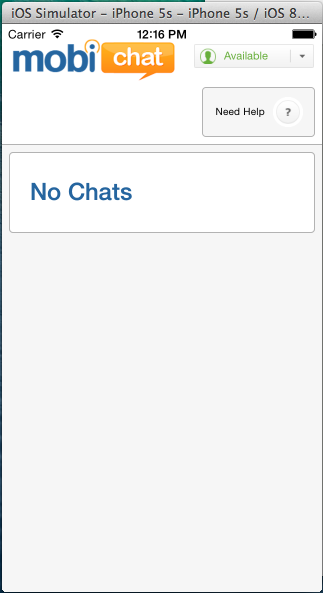 iOS Simulator – iPhone 5s – iPhone 5s / iOS 8...
Carrier 12:16 PM
mobi chat
Available
Need Help ?
No Chats